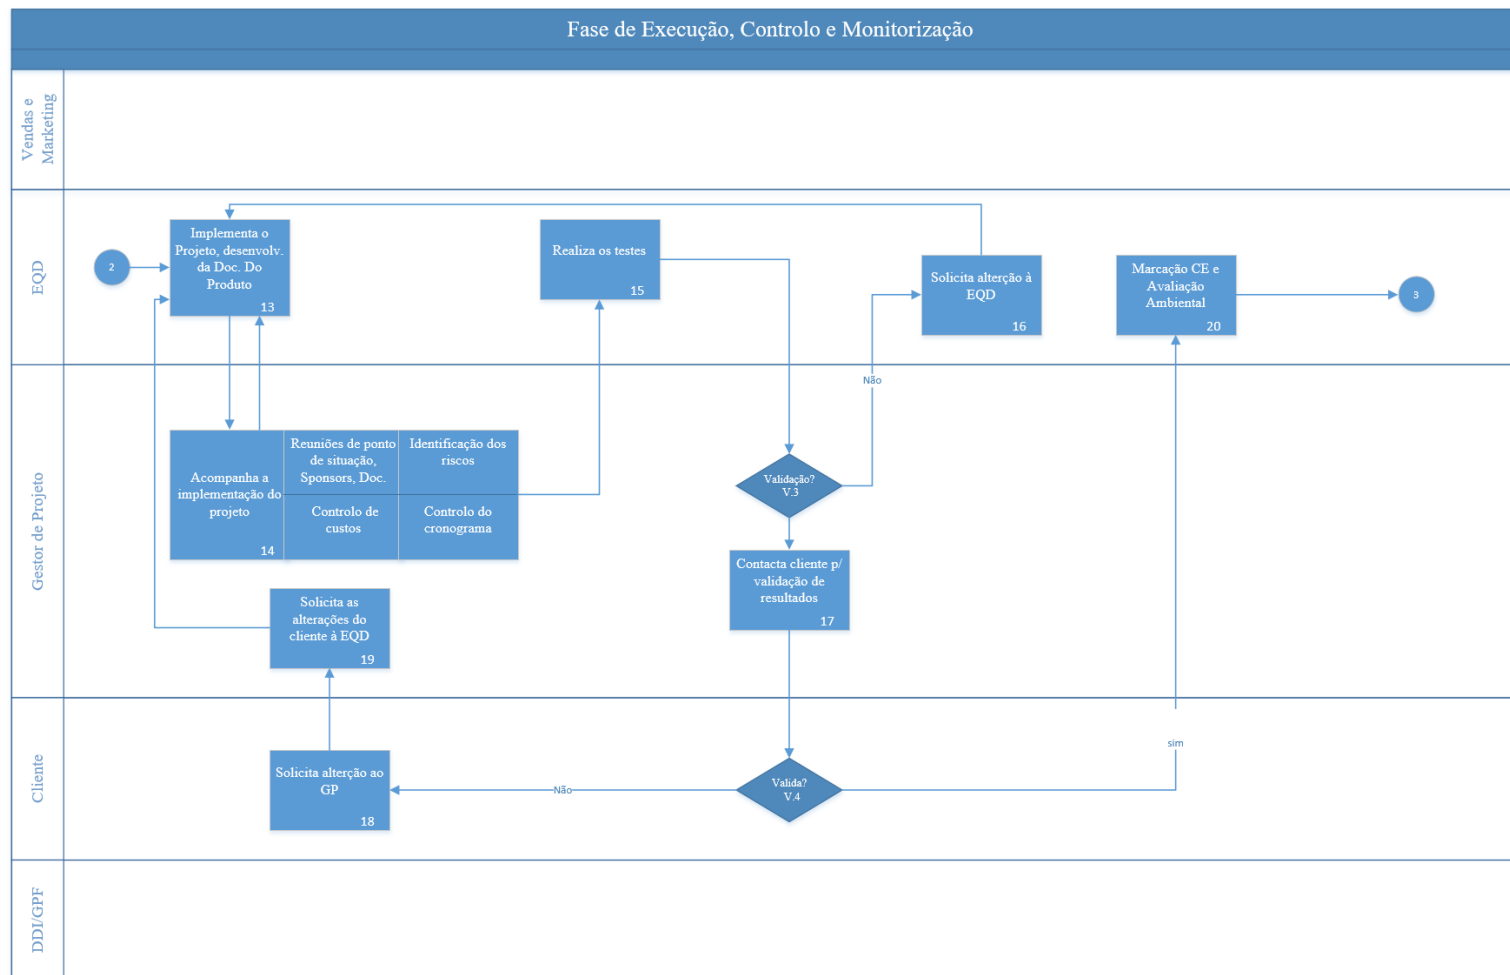 Fase de Execução, Controlo e Monitorização
Vendas e
Marketing
EQD
2
Implementa o
Projeto, desenvolv.
da Doc. Do
Produto
13
Realiza os testes
15
Solicita alterção à
EQD
16
Marcação CE e
Avaliação
Ambiental
20
3
Não
Gestor de Projeto
Acompanha a
implementação do
projeto
14
Reuniões de ponto
de situação,
Sponsors, Doc.
Identificação dos
riscos
Controlo de
custos
Controlo do
cronograma
Validação?
V.3
Contacta cliente p/
validação de
resultados
17
Solicita as
alterações do
cliente à EQD
19
Cliente
Solicita alterção ao
GP
18
Não
Valida?
V.4
sim
DDI/GPF